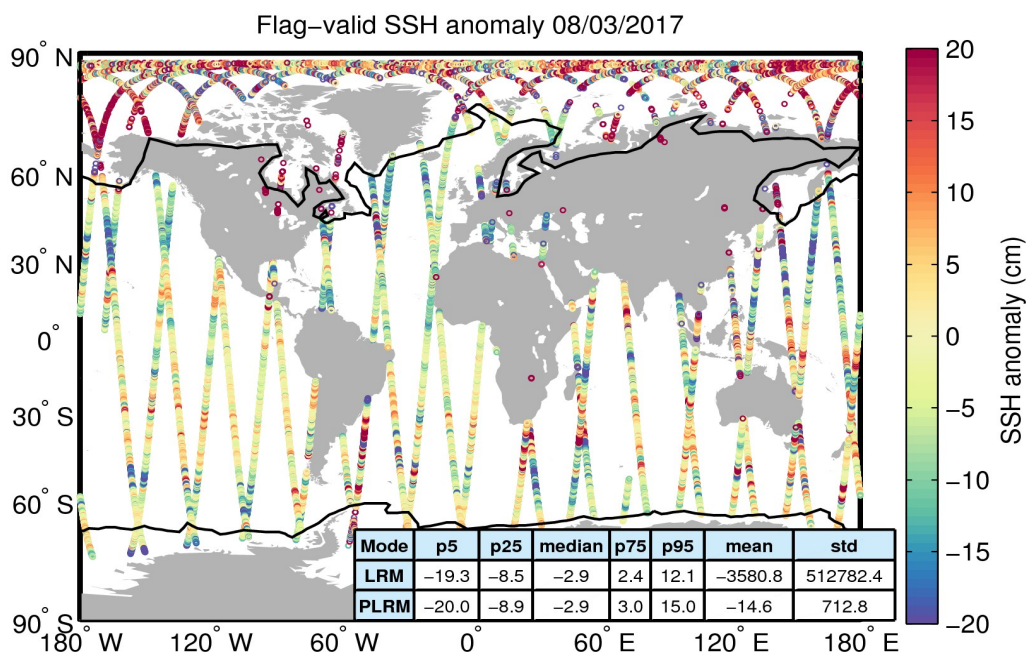 Flag−valid SSH anomaly 08/03/2017
90° N
60° N
30° N
0°
30° S
60° S
90° S
180° W
120° W
60° W
0°
60° E
120° E
180° E
20
15
10
5
0
−5
−10
−15
−20
SSH anomaly (cm)
Mode p5 p25 median p75 p95 mean std
LRM −19.3 −8.5 −2.9 2.4 12.1 −3580.8 512782.4
PLRM −20.0 −8.9 −2.9 3.0 15.0 −14.6 712.8